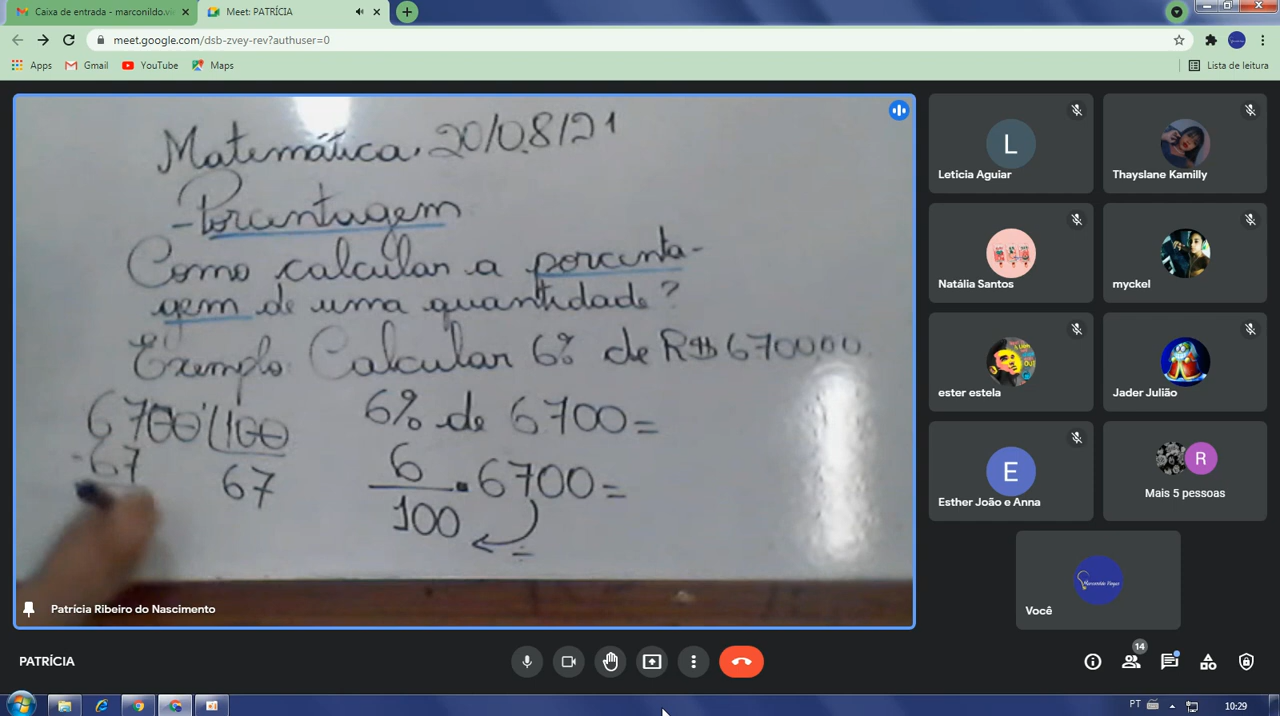 Caixa de entrada - marconildo.vie
Meet: PATRÍCIA
meet.google.com/dsb-zvey-rev?authuser=0
Apps
Gmail
YouTube
Maps
Lista de leitura
Matemática, 20/08/21
- Porcentagem
Como calcular a porcenta-
gem de uma quantidade?
Exemplo: Calcular 6% de R$ 6700,00
6700 100
- 67 67
6% de 6700 =
6
100
. 6700 =
÷
Patrícia Ribeiro do Nascimento
L
Leticia Aguiar
Thayslane Kamilly
Natália Santos
myckel
ester estela
Jader Julião
E
Esther João e Anna
R
Mais 5 pessoas
Você
PATRÍCIA
14
PT
10:29